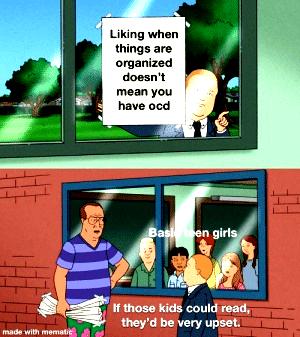 Liking when
things are
organized
doesn't
mean you
have ocd
Basic teen girls
If those kids could read,
they'd be very upset.
made with mematic